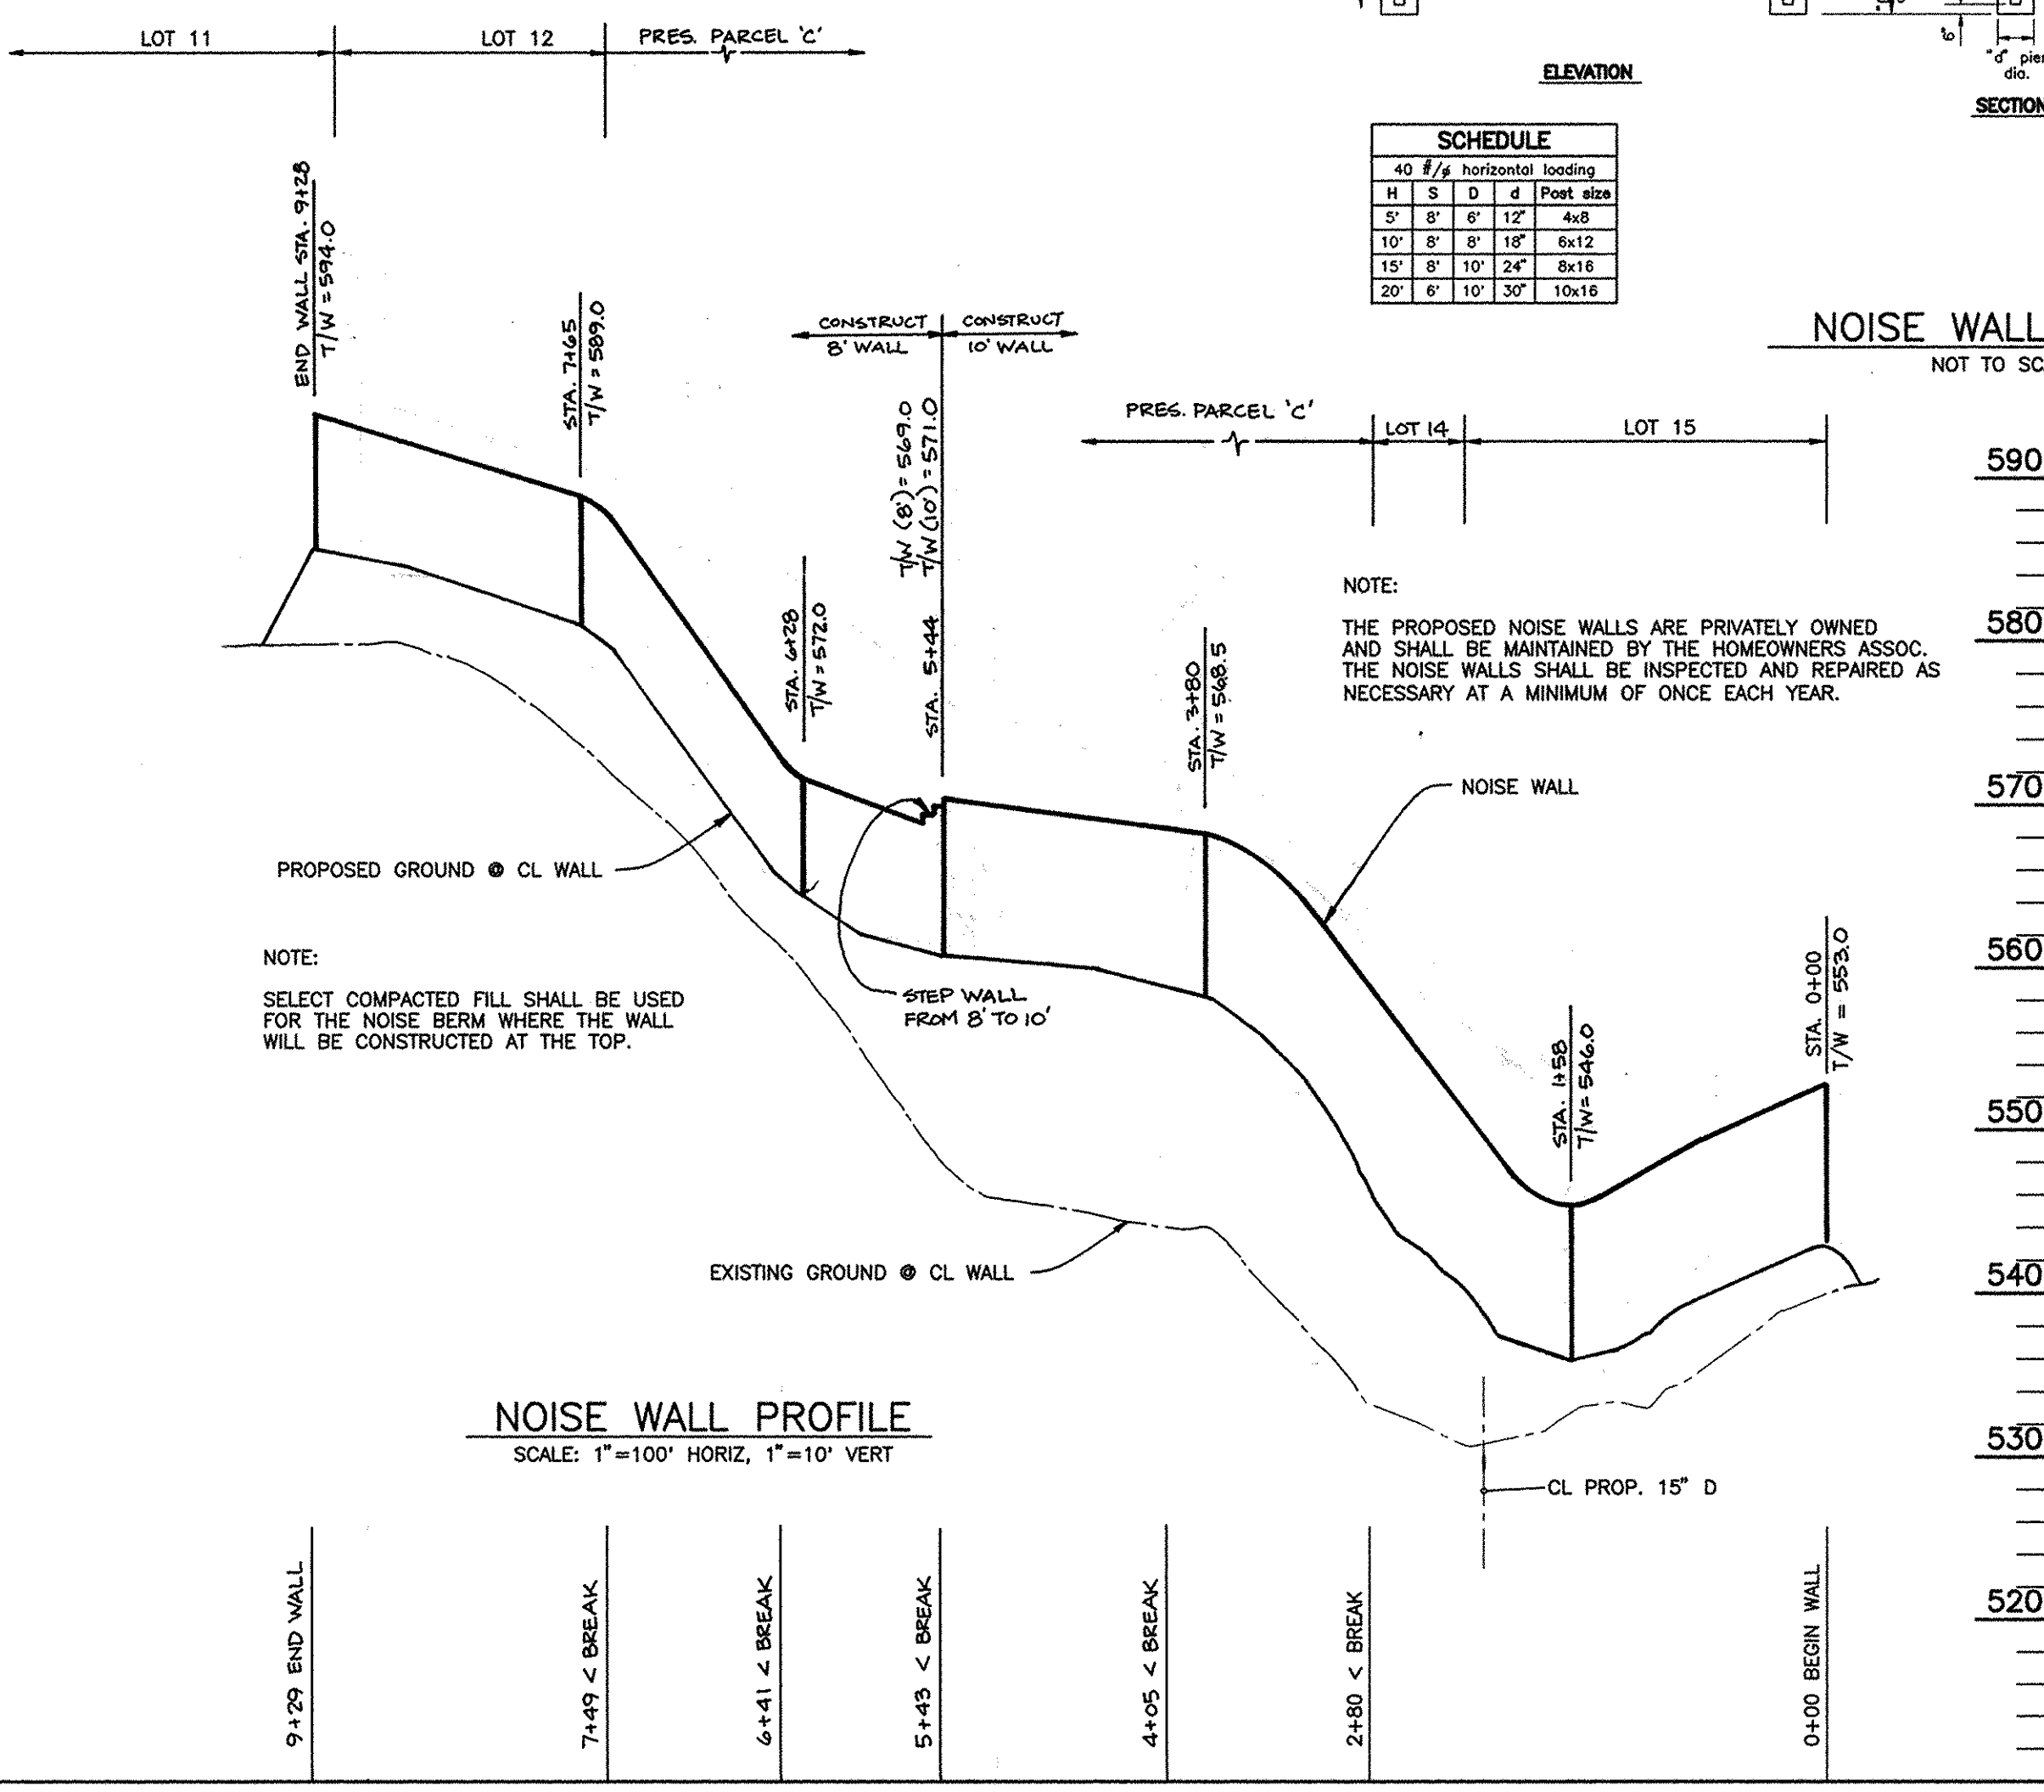 LOT 11
LOT 12
PRES. PARCEL 'C'
6"
"d" pier
dia.
ELEVATION
SECTION
SCHEDULE
40 #/ϕ horizontal loading
H S D d Post size
5' 8' 6' 12" 4x8
10' 8' 8' 18" 6x12
15' 8' 10' 24" 8x16
20' 6' 10' 30" 10x16
NOISE WALL
NOT TO SC
END WALL STA. 9+28
T/W = 594.0
STA. 7+65
T/W = 589.0
CONSTRUCT
8' WALL
CONSTRUCT
10' WALL
STA. 6+28
T/W = 572.0
T/W (8') = 569.0
STA. 5+44 T/W (10') = 571.0
PRES. PARCEL 'C'
LOT 14
LOT 15
STA. 3+80
T/W = 568.5
NOTE:
THE PROPOSED NOISE WALLS ARE PRIVATELY OWNED
AND SHALL BE MAINTAINED BY THE HOMEOWNERS ASSOC.
THE NOISE WALLS SHALL BE INSPECTED AND REPAIRED AS
NECESSARY AT A MINIMUM OF ONCE EACH YEAR.
NOISE WALL
PROPOSED GROUND @ CL WALL
NOTE:
SELECT COMPACTED FILL SHALL BE USED
FOR THE NOISE BERM WHERE THE WALL
WILL BE CONSTRUCTED AT THE TOP.
STEP WALL
FROM 8' TO 10'
STA. 1+58
T/W = 546.0
STA. 0+00
T/W = 553.0
EXISTING GROUND @ CL WALL
590
580
570
560
550
540
530
520
NOISE WALL PROFILE
SCALE: 1"=100' HORIZ, 1"=10' VERT
CL PROP. 15" D
9+29 END WALL
7+49 < BREAK
6+41 < BREAK
5+43 < BREAK
4+05 < BREAK
2+80 < BREAK
0+00 BEGIN WALL